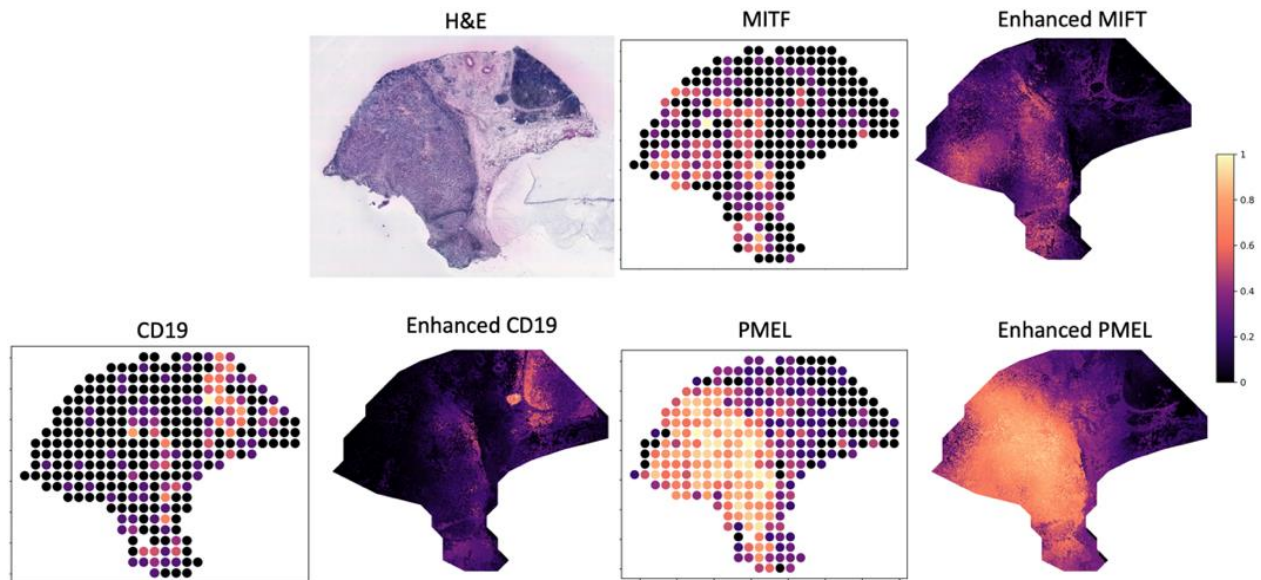 H&E
MITF
Enhanced MIFT
1
0.8
0.6
0.4
0.2
0
CD19
Enhanced CD19
PMEL
Enhanced PMEL